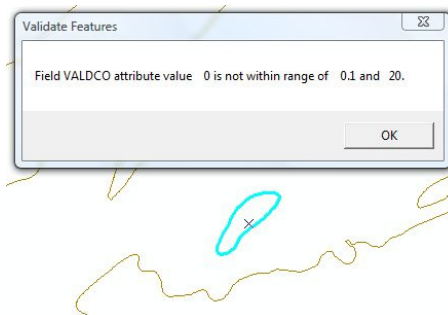 Validate Features
Field VALDCO attribute value 0 is not within range of 0.1 and 20.
OK